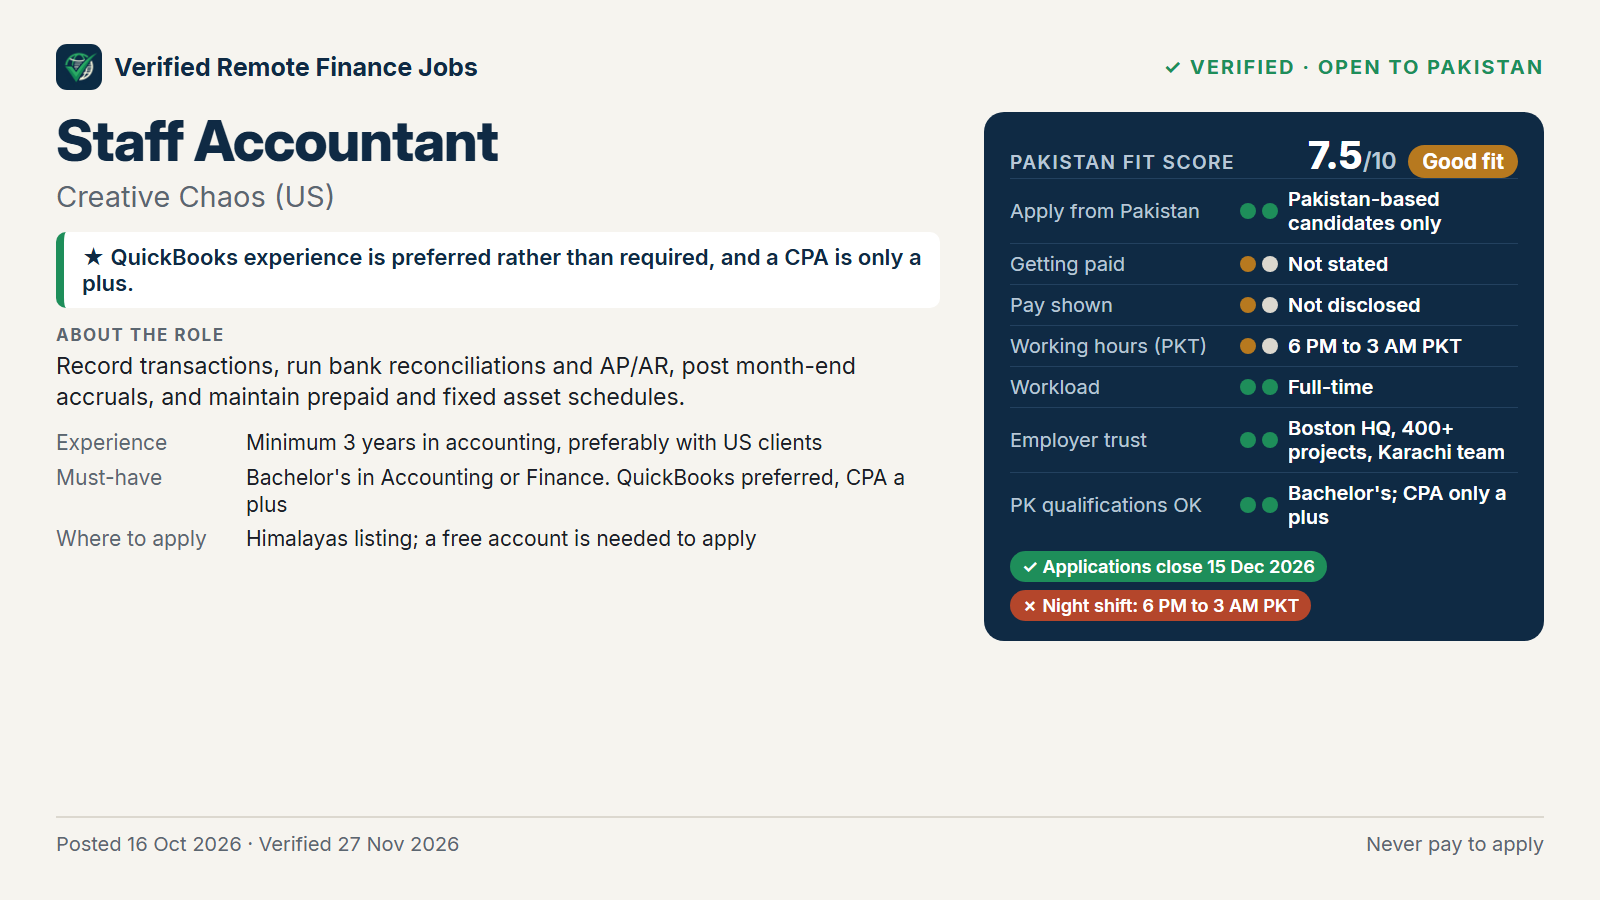 Verified Remote Finance Jobs
✓ VERIFIED · OPEN TO PAKISTAN
Staff Accountant
Creative Chaos (US)
★ QuickBooks experience is preferred rather than required, and a CPA is only a
plus.
ABOUT THE ROLE
Record transactions, run bank reconciliations and AP/AR, post month-end
accruals, and maintain prepaid and fixed asset schedules.
Experience Minimum 3 years in accounting, preferably with US clients
Must-have Bachelor's in Accounting or Finance. QuickBooks preferred, CPA a
plus
Where to apply Himalayas listing; a free account is needed to apply
PAKISTAN FIT SCORE 7.5/10 Good fit
Apply from Pakistan Pakistan-based
candidates only
Getting paid Not stated
Pay shown Not disclosed
Working hours (PKT) 6 PM to 3 AM PKT
Workload Full-time
Employer trust Boston HQ, 400+
projects, Karachi team
PK qualifications OK Bachelor's; CPA only a
plus
✓ Applications close 15 Dec 2026
× Night shift: 6 PM to 3 AM PKT
Posted 16 Oct 2026 · Verified 27 Nov 2026
Never pay to apply